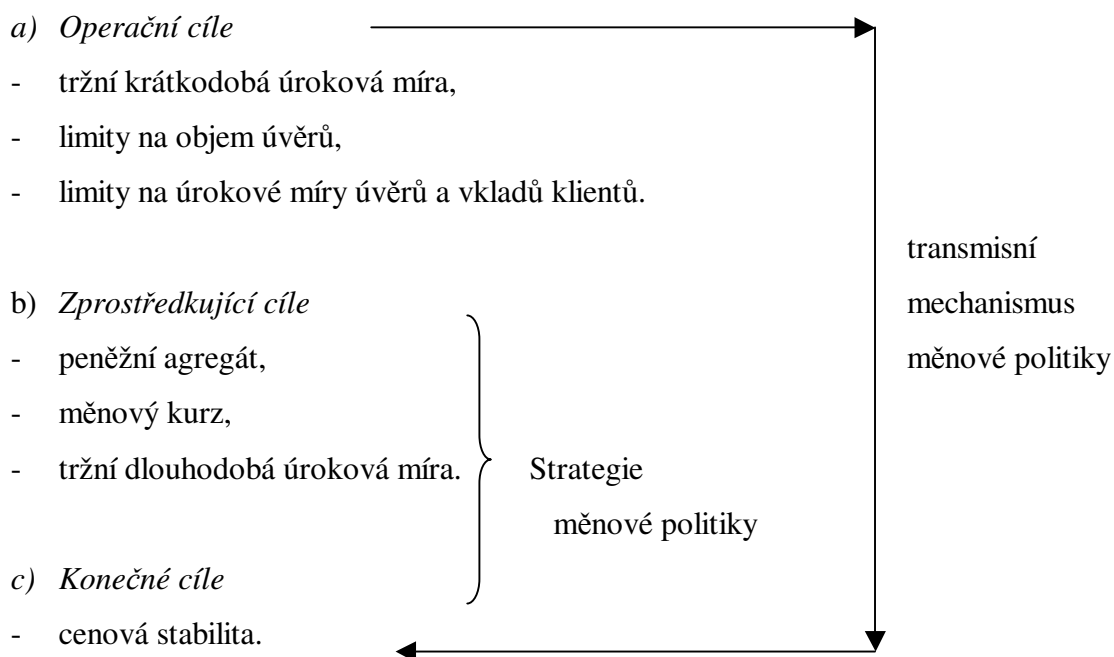 a) Operační cíle
- tržní krátkodobá úroková míra,
- limity na objem úvěrů,
- limity na úrokové míry úvěrů a vkladů klientů.
b) Zprostředkující cíle
- peněžní agregát,
- měnový kurz,
- tržní dlouhodobá úroková míra.
Strategie
měnové politiky
c) Konečné cíle
- cenová stabilita.
transmisní
mechanismus
měnové politiky